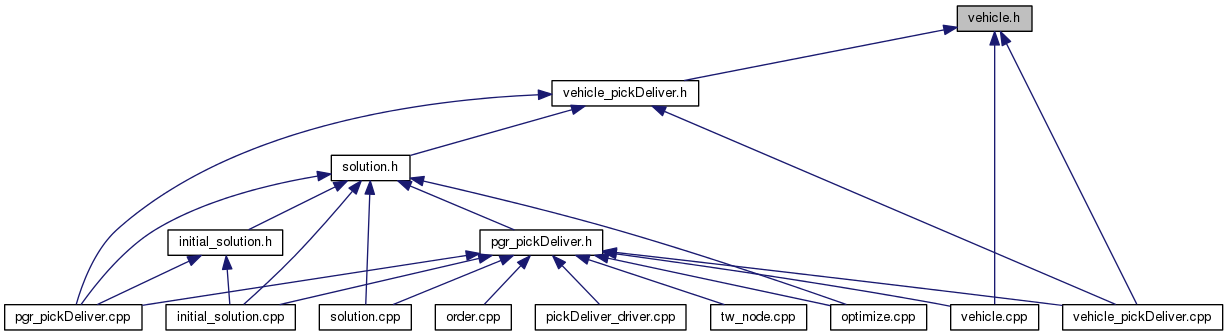 vehicle.h
vehicle_pickDeliver.h
solution.h
initial_solution.h
pgr_pickDeliver.h
pgr_pickDeliver.cpp
initial_solution.cpp
solution.cpp
order.cpp
pickDeliver_driver.cpp
tw_node.cpp
optimize.cpp
vehicle.cpp
vehicle_pickDeliver.cpp